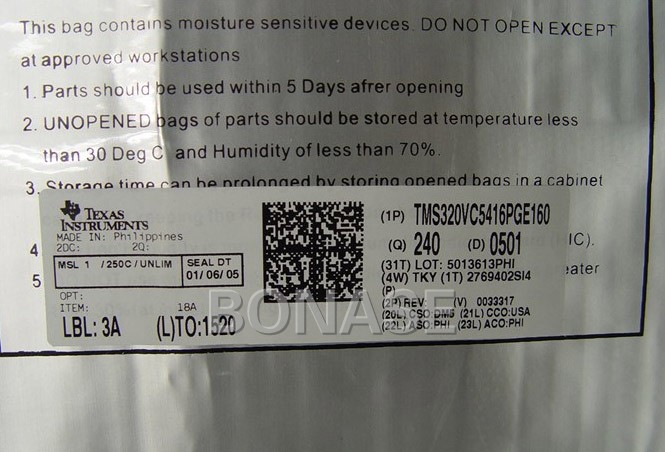 This bag contains moisture sensitive devices. DO NOT OPEN EXCEPT
at approved workstations
1. Parts should be used within 5 Days afrer opening
2. UNOPENED bags of parts should be stored at temperature less
than 30 Deg C and Humidity of less than 70%.
3. Storage time can be prolonged by storing opened bags in a cabinet
4 IC).
5 eater
TEXAS
INSTRUMENTS
MADE IN: Philippines
2DC: 2Q:
MSL 1 /250C/UNLIM
SEAL DT
01/06/05
OPT:
ITEM: 18A
LBL: 3A (L)TO:1520
(1P) TMS320VC5416PGE160
(Q) 240 (D) 0501
(31T) LOT: 5013613PHI
(4W) TKY (1T) 2769402SI4
(P)
(2P) REV: (V) 0033317
(20L) CSO:DM5 (21L) CCO:USA
(22L) ASO:PHI (23L) ACO:PHI
BONASE